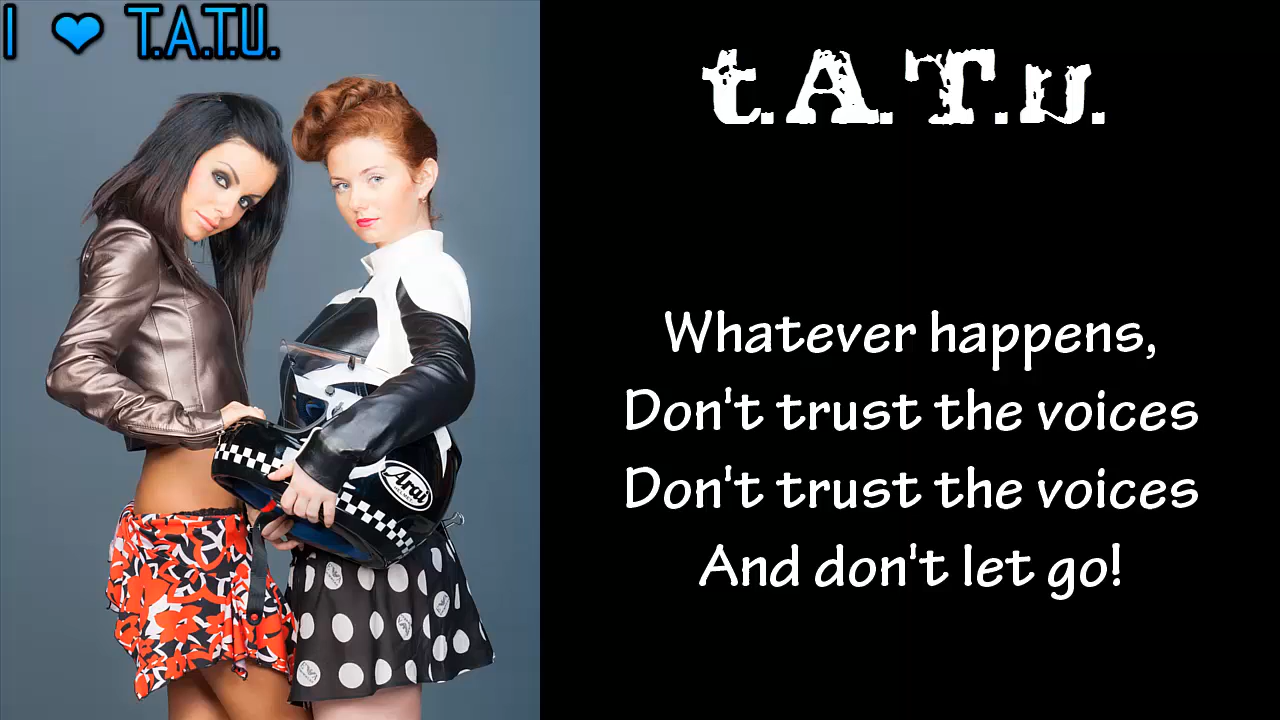 I ❤ T.A.T.U.
t.A.T.u.
Whatever happens,
Don't trust the voices
Don't trust the voices
And don't let go!
Arai